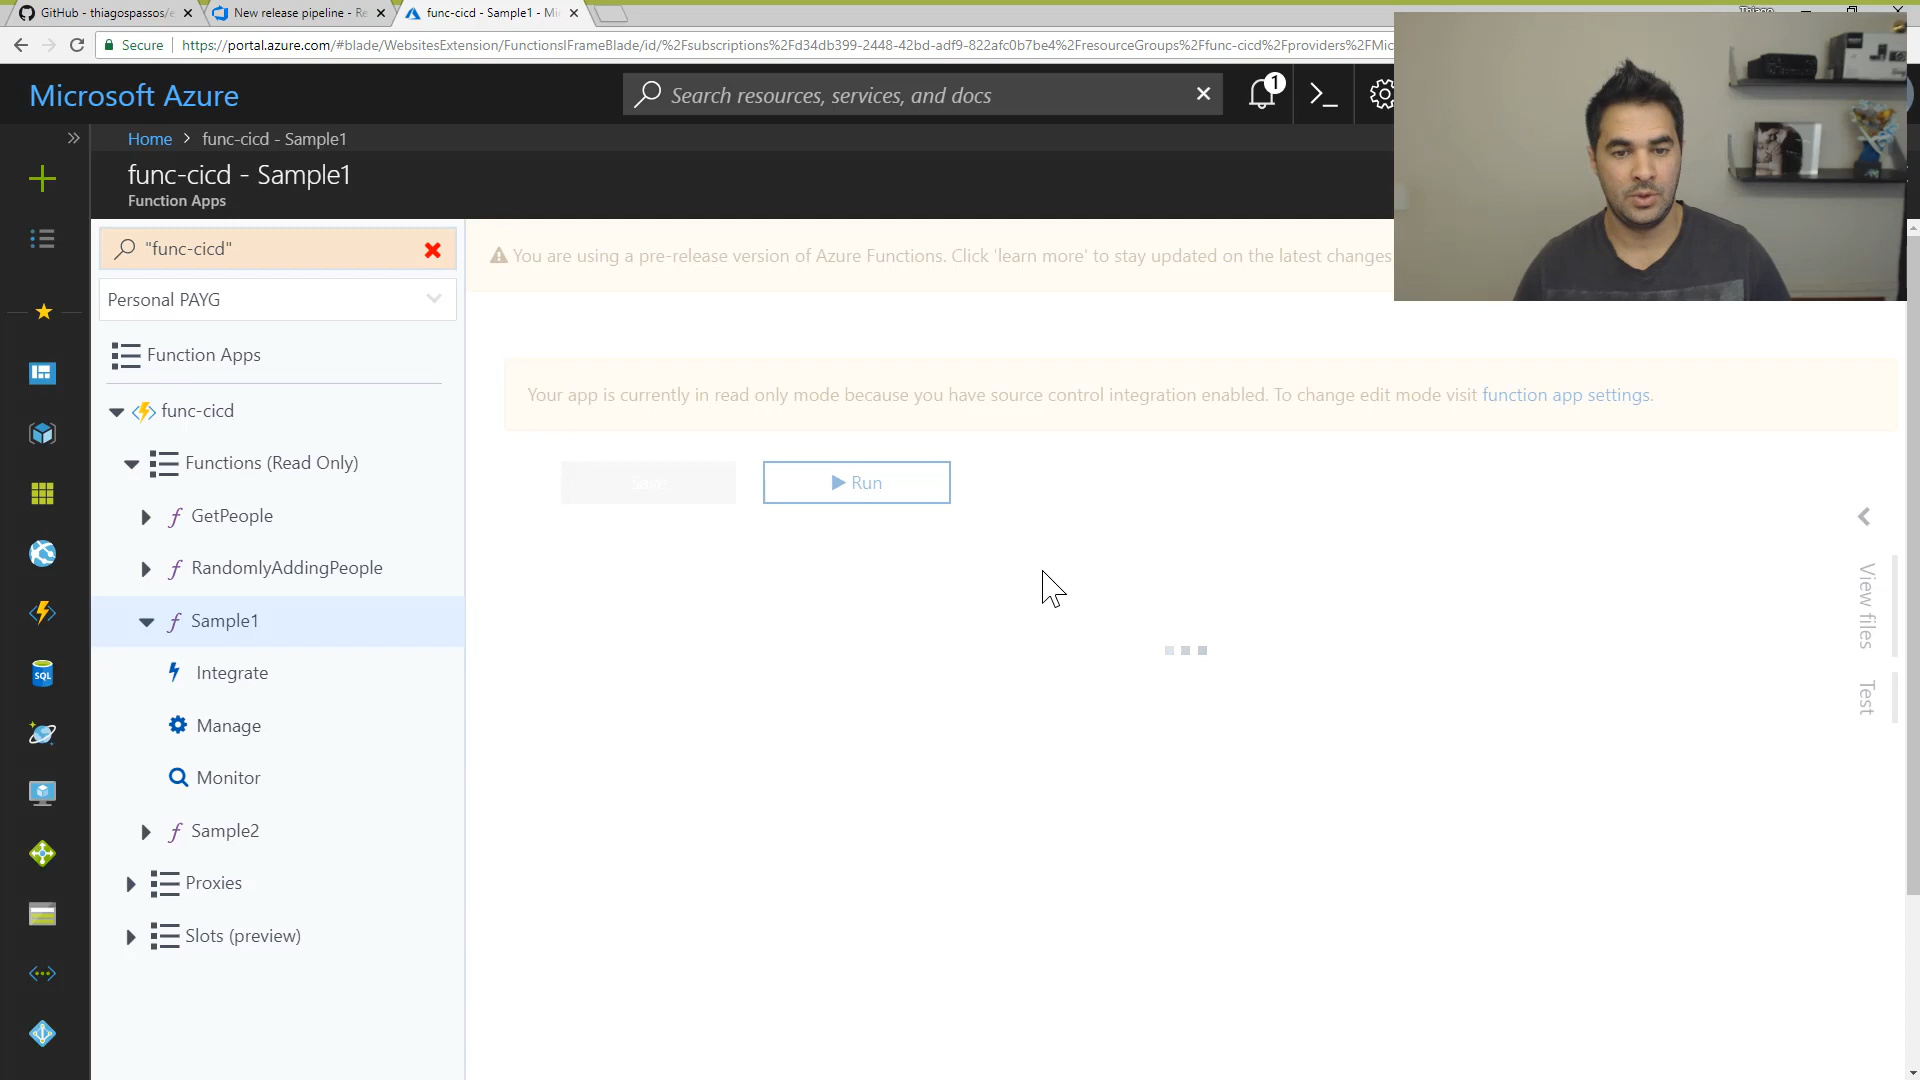 GitHub - thiagospassos/e
New release pipeline - Re
func-cicd - Sample1 - Mi
Thiago
Secure
https://portal.azure.com/#blade/WebsitesExtension/FunctionsIFrameBlade/id/%2Fsubscriptions%2Fd34db399-2448-42bd-adf9-822afc0b7be4%2FresourceGroups%2Ffunc-cicd%2Fproviders%2FMic
Microsoft Azure
Search resources, services, and docs
1
Home > func-cicd - Sample1
func-cicd - Sample1
Function Apps
"func-cicd"
You are using a pre-release version of Azure Functions. Click 'learn more' to stay updated on the latest changes
Personal PAYG
Function Apps
Your app is currently in read only mode because you have source control integration enabled. To change edit mode visit function app settings.
func-cicd
Functions (Read Only)
Save
Run
GetPeople
RandomlyAddingPeople
View files
Sample1
Integrate
Test
Manage
Monitor
Sample2
Proxies
Slots (preview)
SQL